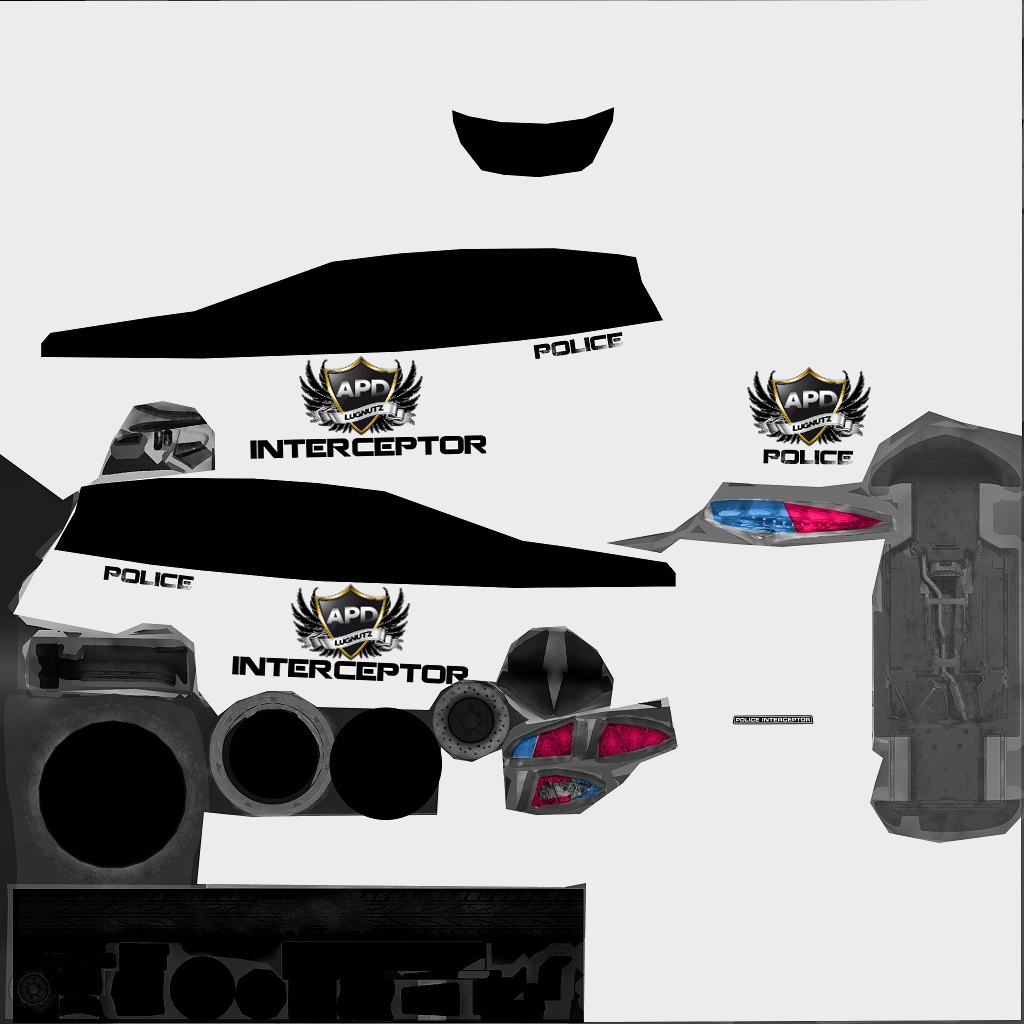 POLICE
APD
LUGNUTZ
INTERCEPTOR
APD
LUGNUTZ
POLICE
POLICE
APD
LUGNUTZ
INTERCEPTOR
POLICE INTERCEPTOR